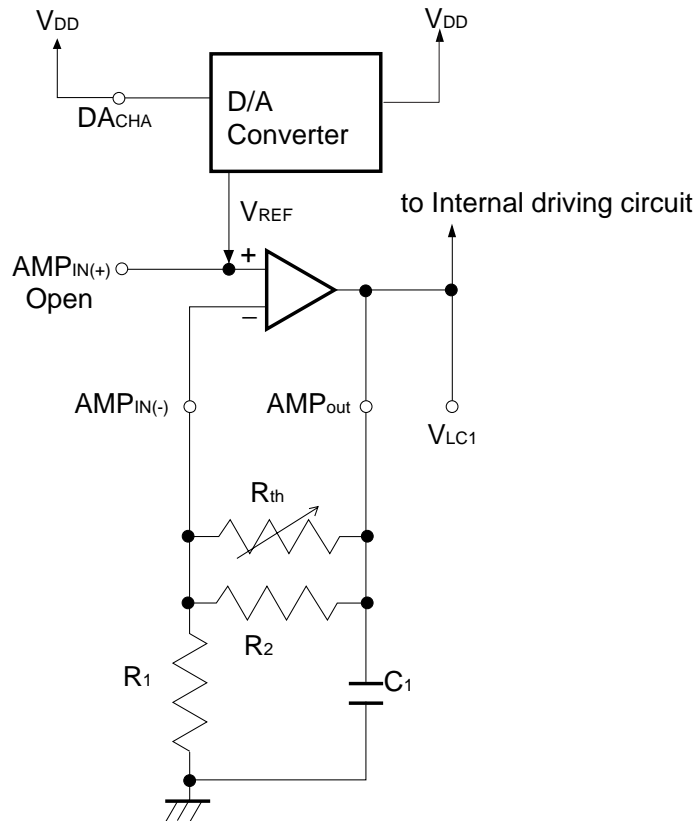 VDD
VDD
DACHA
D/A
Converter
VREF
to Internal driving circuit
AMPIN(+)
Open
+
−
AMPIN(-)
AMPout
VLC1
Rth
R2
R1
C1